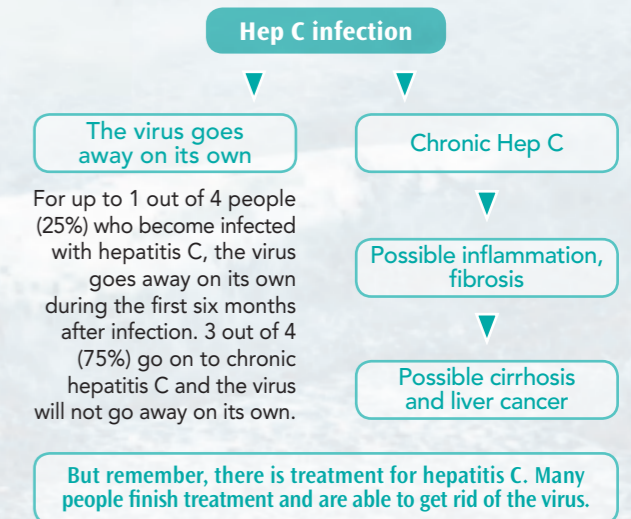 Hep C infection
The virus goes
away on its own
For up to 1 out of 4 people
(25%) who become infected
with hepatitis C, the virus
goes away on its own
during the first six months
after infection. 3 out of 4
(75%) go on to chronic
hepatitis C and the virus
will not go away on its own.
Chronic Hep C
Possible inflammation,
fibrosis
Possible cirrhosis
and liver cancer
But remember, there is treatment for hepatitis C. Many
people finish treatment and are able to get rid of the virus.